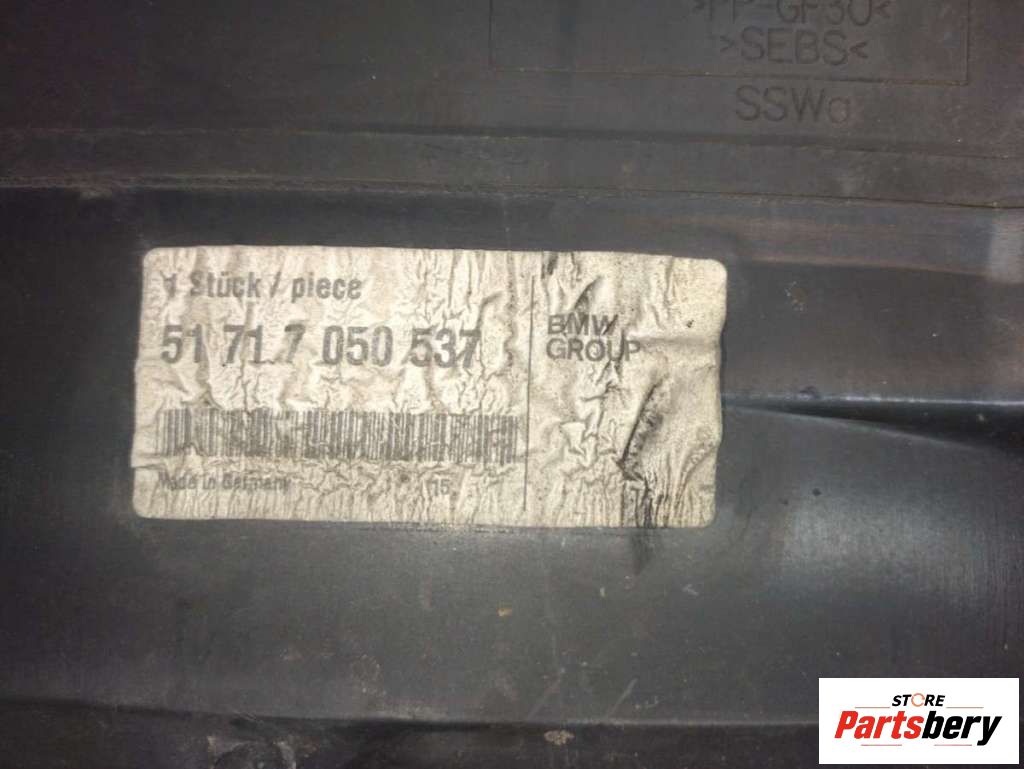 >PP-GF30<
>SEBS<
SSWa
1 Stück / piece
51 71 7 050 537
BMW
GROUP
Made in Germany 15
STORE
Partsbery